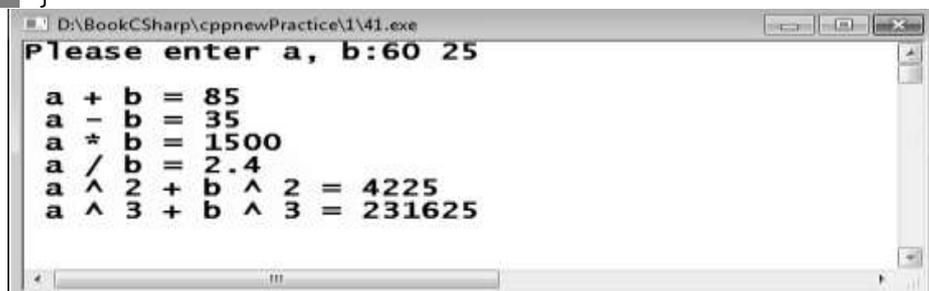 }
D:\BookCSharp\cppnewPractice\1\41.exe
Please enter a, b:60 25
a + b = 85
a - b = 35
a * b = 1500
a / b = 2.4
a ^ 2 + b ^ 2 = 4225
a ^ 3 + b ^ 3 = 231625